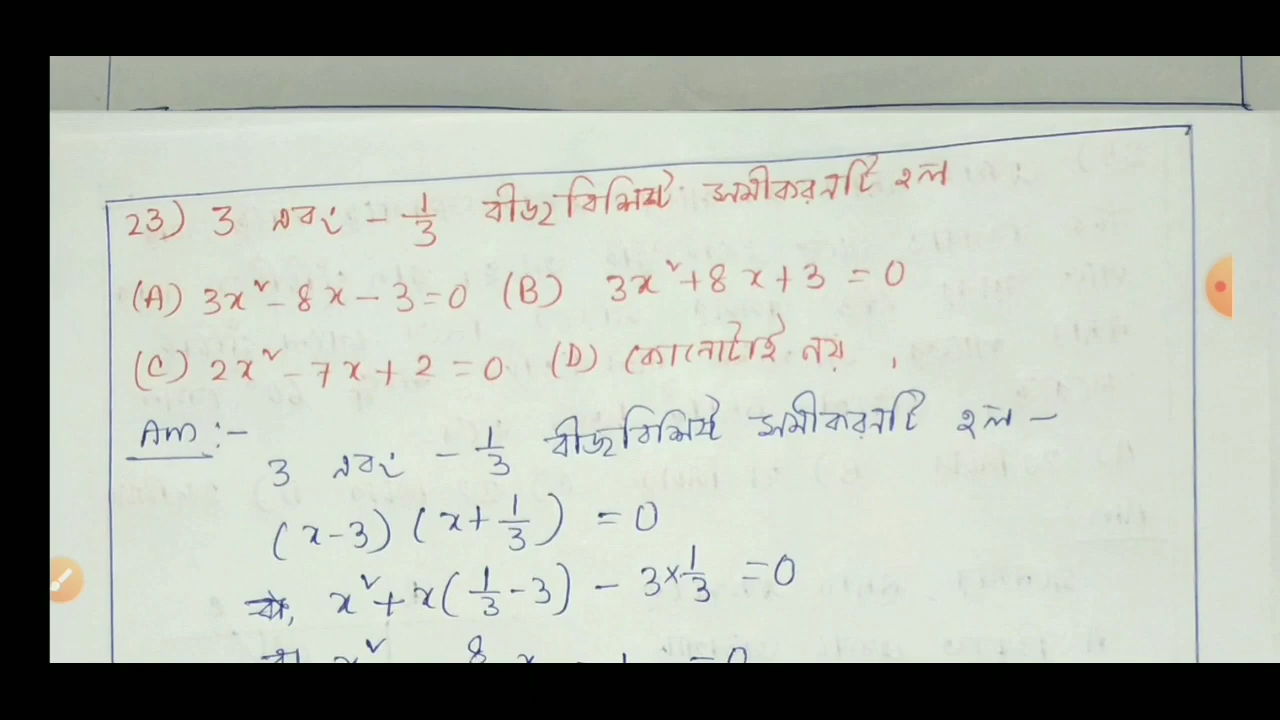 23) 3 এবং - 1/3 বীজবিশিষ্ট সমীকরনটি হল
(A) 3x² - 8x - 3 = 0 (B) 3x² + 8x + 3 = 0
(C) 2x² - 7x + 2 = 0 (D) কোনোটাই নয় ,
Ans :-
3 এবং - 1/3 বীজবিশিষ্ট সমীকরনটি হল -
(x - 3) (x + 1/3) = 0
বা, x² + x(1/3 - 3) - 3 × 1/3 = 0